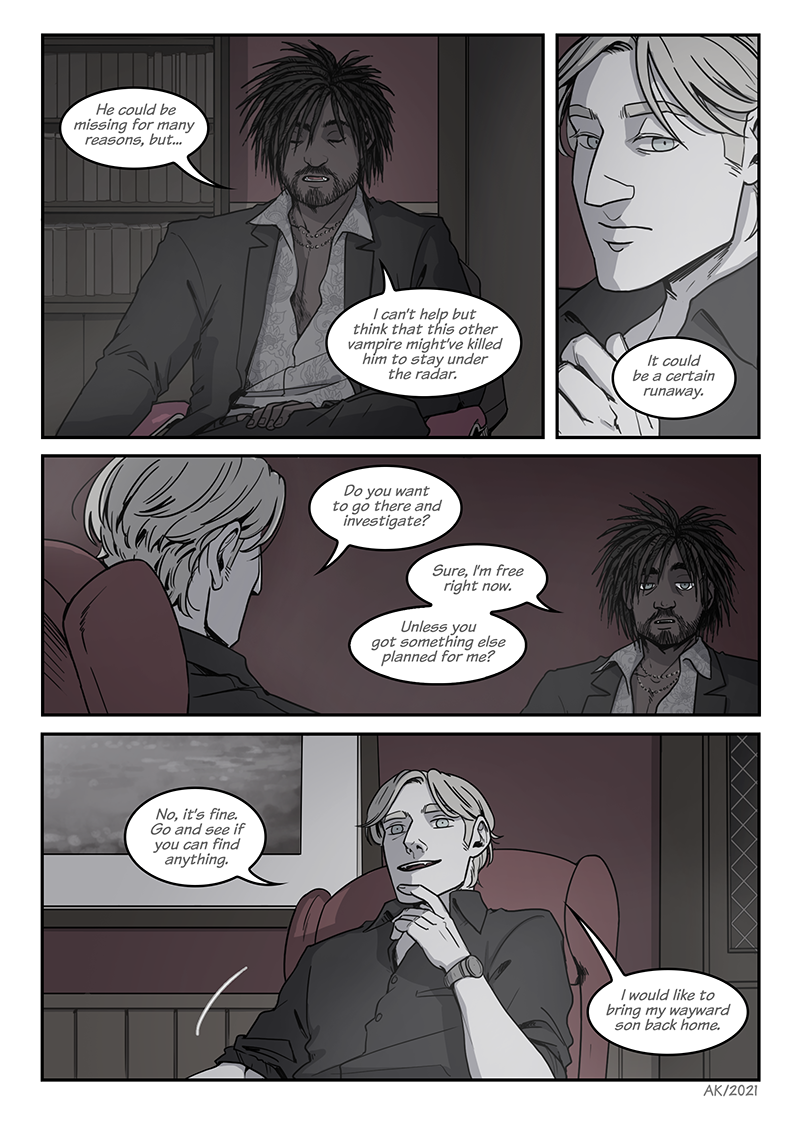 He could be
missing for many
reasons, but...
I can't help but
think that this other
vampire might've killed
him to stay under
the radar.
It could
be a certain
runaway.
Do you want
to go there and
investigate?
Sure, I'm free
right now.
Unless you
got something else
planned for me?
No, it's fine.
Go and see if
you can find
anything.
I would like to
bring my wayward
son back home.
AK/2021